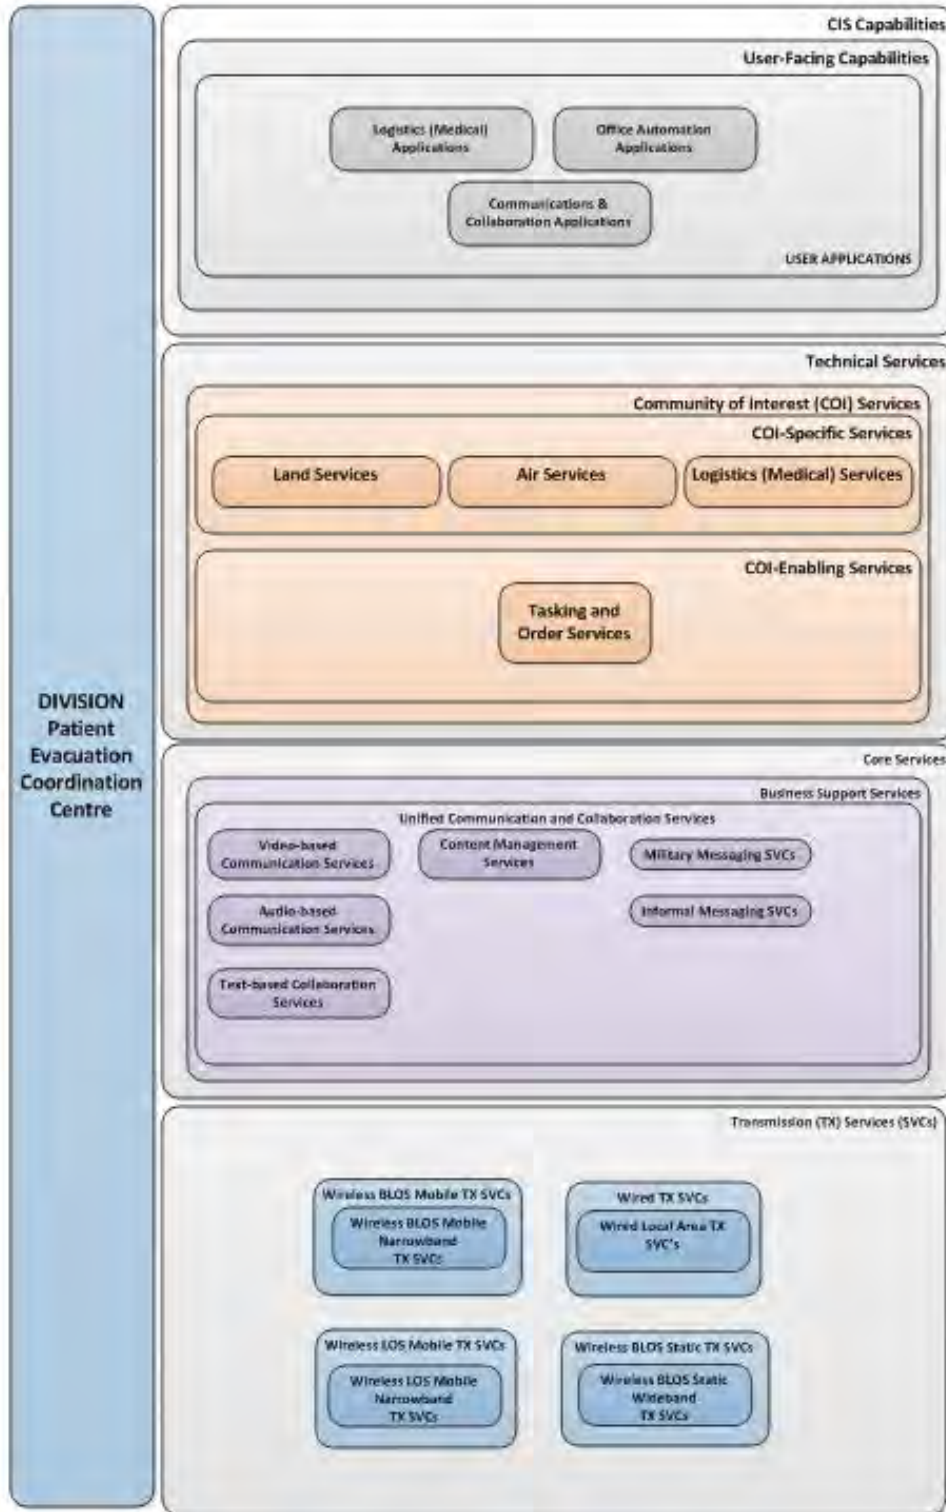 DIVISION
Patient
Evacuation
Coordination
Centre
CIS Capabilities
User-Facing Capabilities
Logistics (Medical)
Applications
Office Automation
Applications
Communications &
Collaboration Applications
USER APPLICATIONS
Technical Services
Community of Interest (COI) Services
COI-Specific Services
Land Services
Air Services
Logistics (Medical) Services
COI-Enabling Services
Tasking and
Order Services
Core Services
Business Support Services
Unified Communication and Collaboration Services
Video-based
Communication Services
Content Management
Services
Military Messaging SVCs
Audio-based
Communication Services
Informal Messaging SVCs
Text-based Collaboration
Services
Transmission (TX) Services (SVCs)
Wireless BLOS Mobile TX SVCs
Wireless BLOS Mobile
Narrowband
TX SVCs
Wired TX SVCs
Wired Local Area TX
SVC's
Wireless LOS Mobile TX SVCs
Wireless LOS Mobile
Narrowband
TX SVCs
Wireless BLOS Static TX SVCs
Wireless BLOS Static
Wideband
TX SVCs